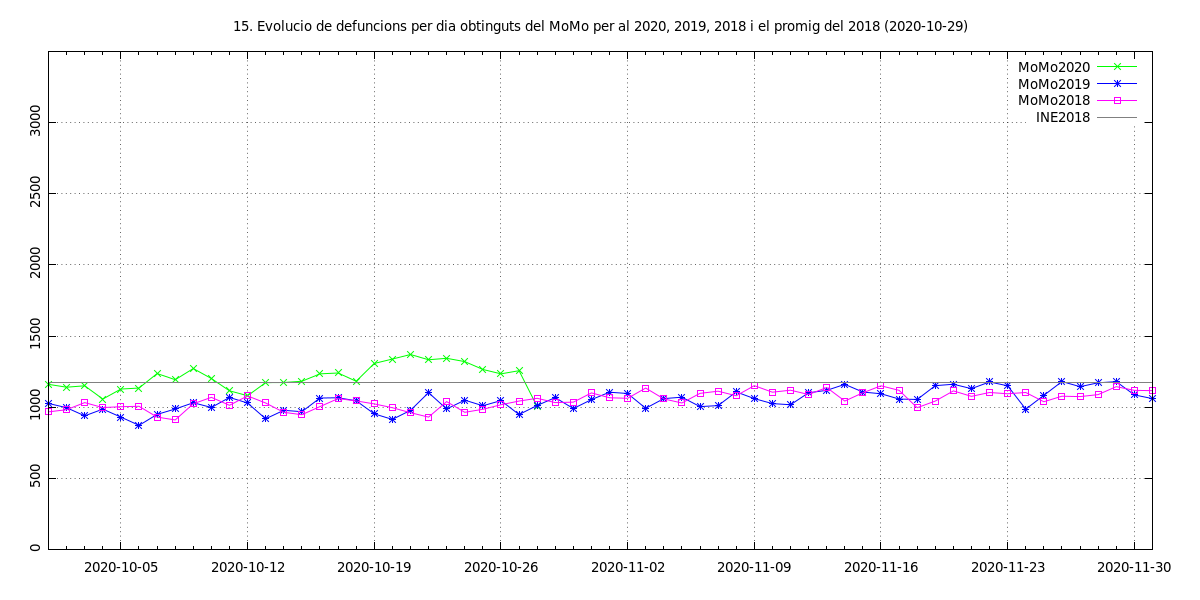 15. Evolucio de defuncions per dia obtinguts del MoMo per al 2020, 2019, 2018 i el promig del 2018 (2020-10-29)
MoMo2020
MoMo2019
MoMo2018
INE2018
3000
2500
2000
1500
1000
500
0
2020-10-05 2020-10-12 2020-10-19 2020-10-26 2020-11-02 2020-11-09 2020-11-16 2020-11-23 2020-11-30